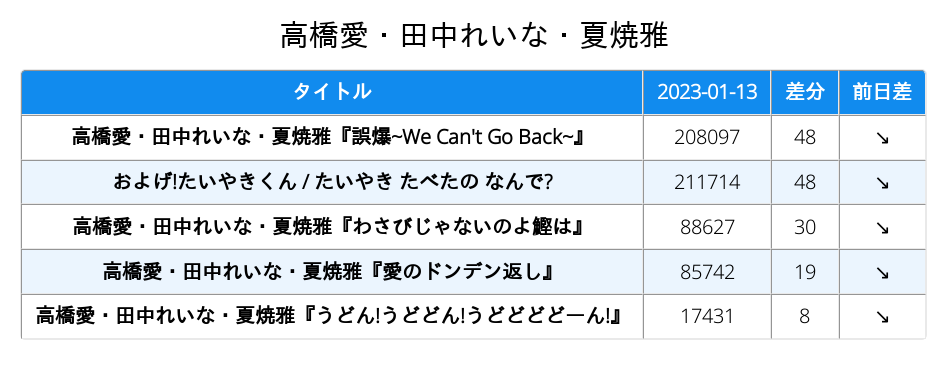 高橋愛・田中れいな・夏焼雅
タイトル 2023-01-13 差分 前日差
高橋愛・田中れいな・夏焼雅『誤爆~We Can't Go Back~』 208097 48 ↘
およげ!たいやきくん / たいやき たべたの なんで? 211714 48 ↘
高橋愛・田中れいな・夏焼雅『わさびじゃないのよ鰹は』 88627 30 ↘
高橋愛・田中れいな・夏焼雅『愛のドンデン返し』 85742 19 ↘
高橋愛・田中れいな・夏焼雅『うどん!うどどん!うどどどどーん!』 17431 8 ↘